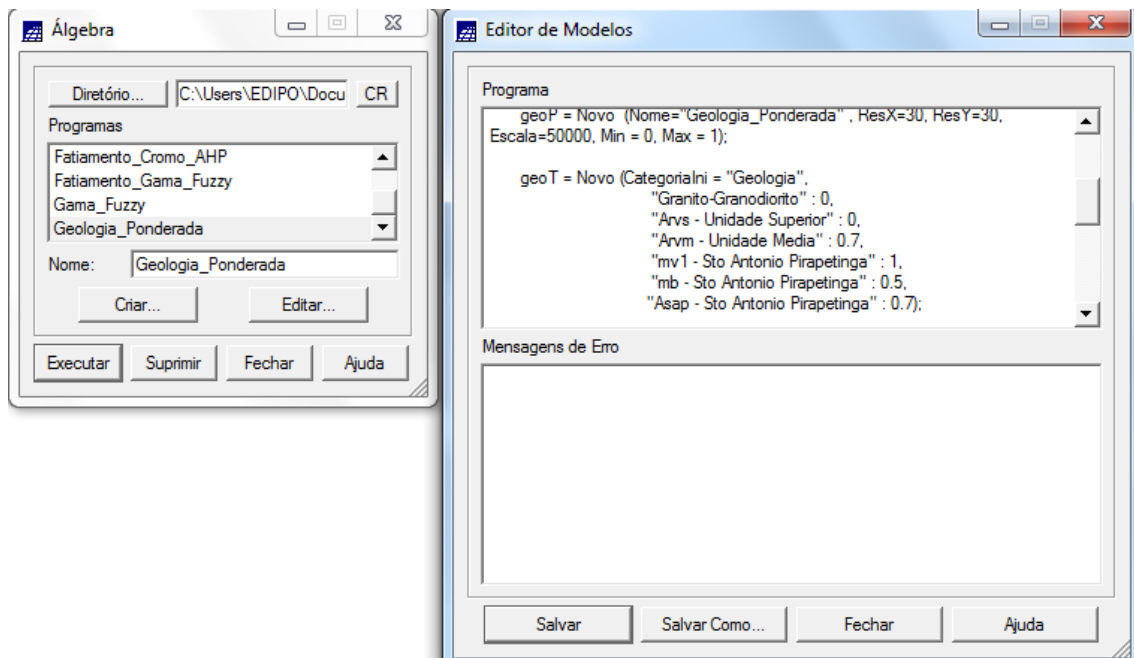 Álgebra
Diretório...
C:\Users\EDIPO\Docu
CR
Programas
Fatiamento_Cromo_AHP
Fatiamento_Gama_Fuzzy
Gama_Fuzzy
Geologia_Ponderada
Nome:
Geologia_Ponderada
Criar...
Editar...
Executar
Suprimir
Fechar
Ajuda
Editor de Modelos
Programa
geoP = Novo (Nome="Geologia_Ponderada" , ResX=30, ResY=30,
Escala=50000, Min = 0, Max = 1);
geoT = Novo (CategoriaIni = "Geologia",
"Granito-Granodiorito" : 0,
"Arvs - Unidade Superior" : 0,
"Arvm - Unidade Media" : 0.7,
"mv1 - Sto Antonio Pirapetinga" : 1,
"mb - Sto Antonio Pirapetinga" : 0.5,
"Asap - Sto Antonio Pirapetinga" : 0.7);
Mensagens de Erro
Salvar
Salvar Como...
Fechar
Ajuda